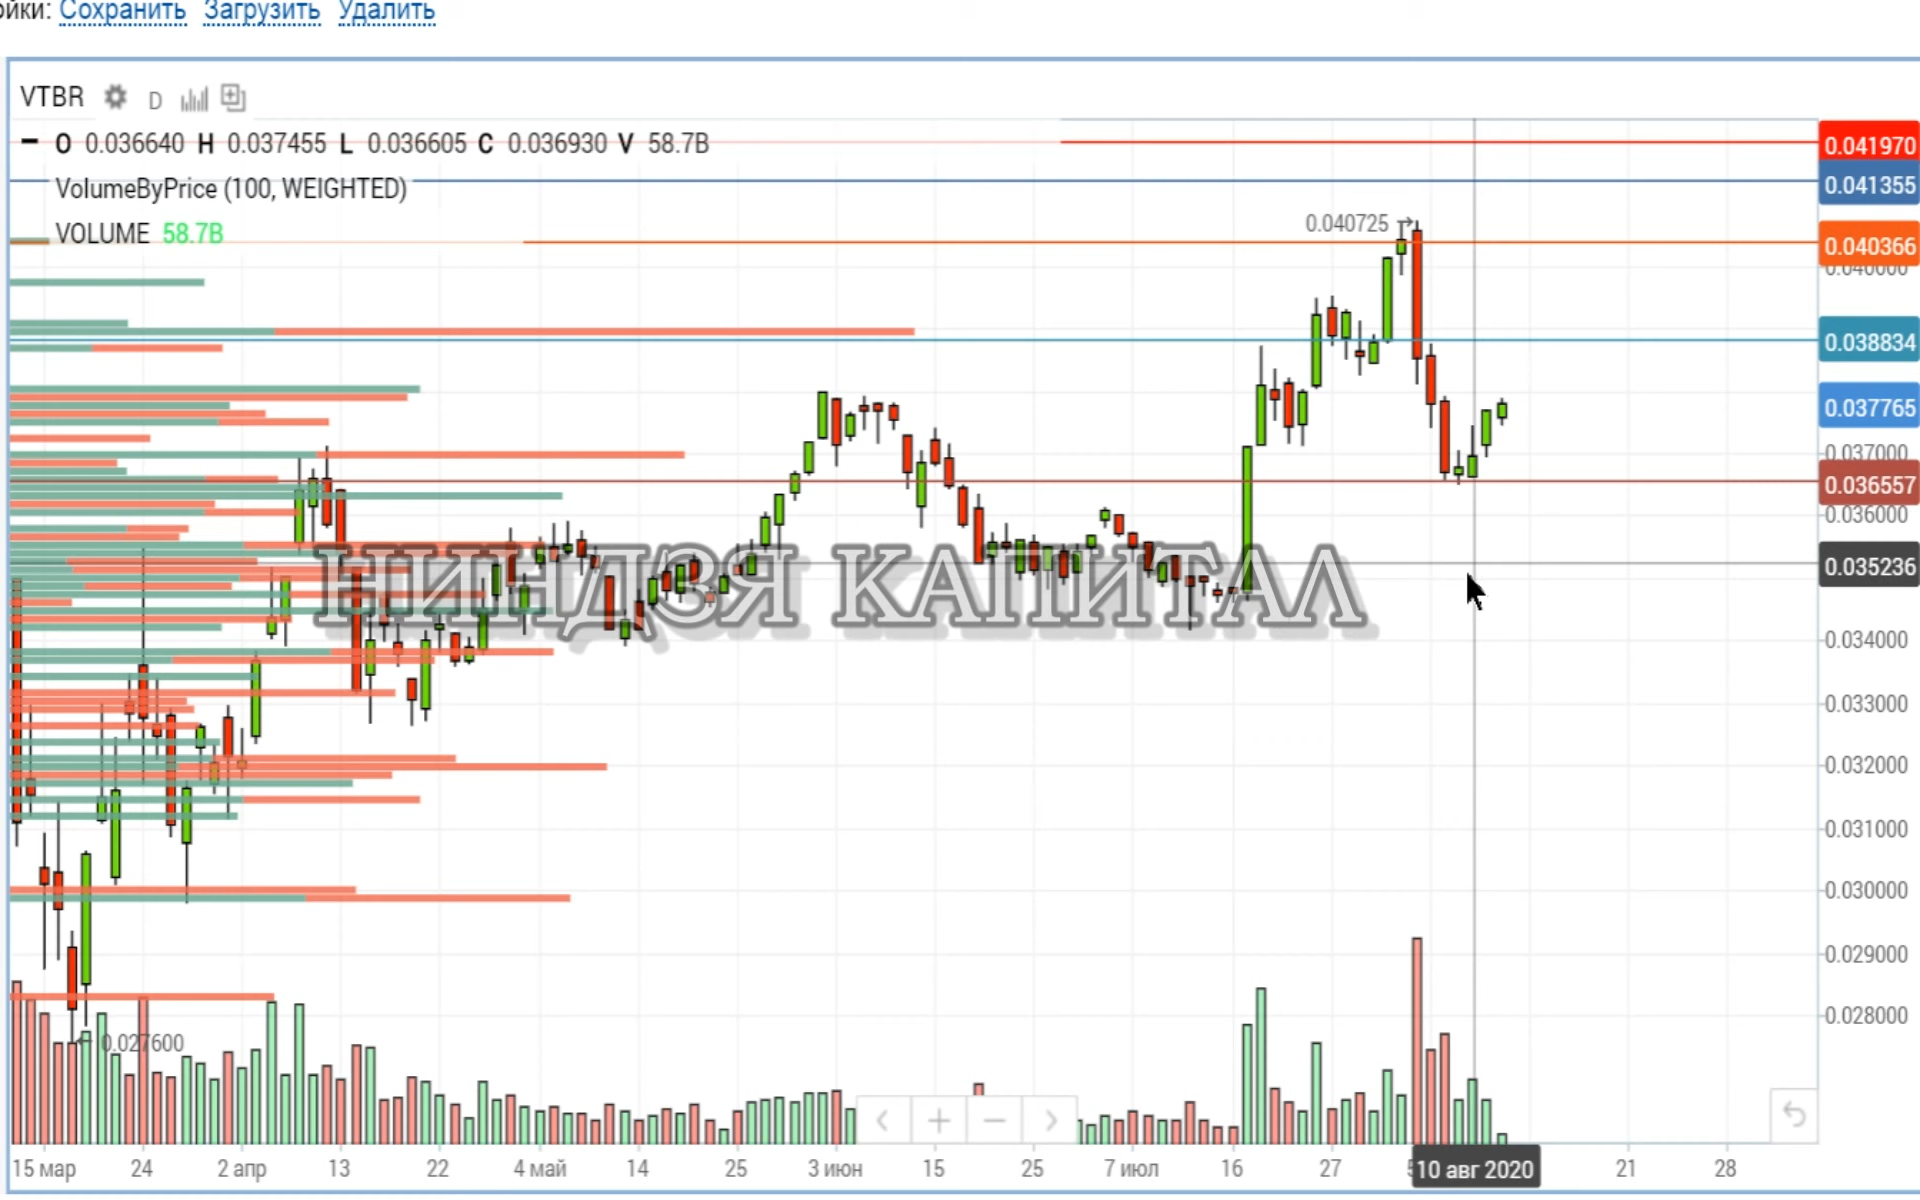 ойки: Сохранить Загрузить Удалить
VTBR D
O 0.036640 H 0.037455 L 0.036605 C 0.036930 V 58.7B
VolumeByPrice (100, WEIGHTED)
VOLUME 58.7B
0.041970
0.041355
0.040725
0.040366
0.040000
0.038834
0.037765
0.037000
0.036557
0.036000
0.035236
НИНДЗЯ КАПИТАЛ
0.034000
0.033000
0.032000
0.031000
0.030000
0.029000
0.028000
0.027600
15 мар 24 2 апр 13 22 4 май 14 25 3 июн 15 25 7 июл 16 27 10 авг 2020 21 28